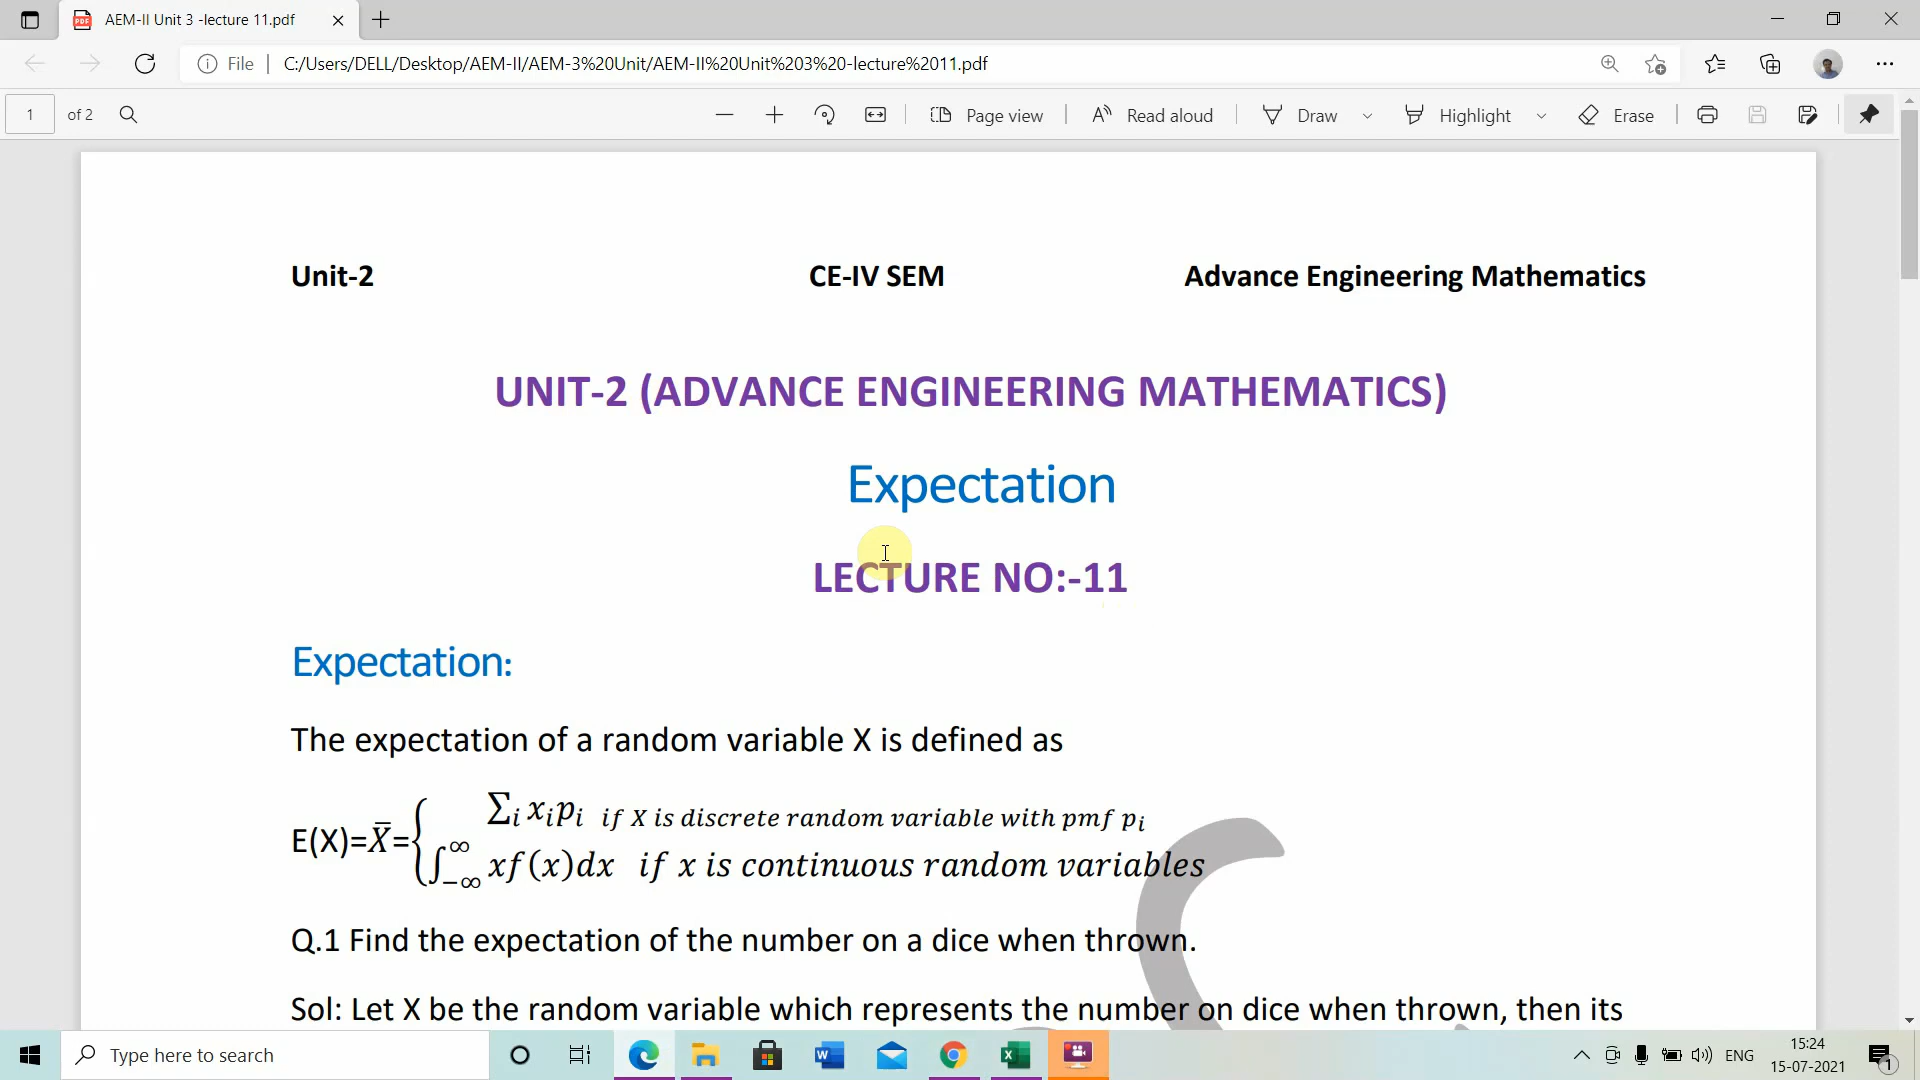 AEM-II Unit 3 -lecture 11.pdf
File | C:/Users/DELL/Desktop/AEM-II/AEM-3%20Unit/AEM-II%20Unit%203%20-lecture%2011.pdf
1 of 2 Page view Read aloud Draw Highlight Erase
Unit-2 CE-IV SEM Advance Engineering Mathematics
UNIT-2 (ADVANCE ENGINEERING MATHEMATICS)
Expectation
LECTURE NO:-11
Expectation:
The expectation of a random variable X is defined as
∑ᵢ xᵢpᵢ if X is discrete random variable with pmf pᵢ
E(X)=X̅={
∫₋∞^∞ xf(x)dx if x is continuous random variables
Q.1 Find the expectation of the number on a dice when thrown.
Sol: Let X be the random variable which represents the number on dice when thrown, then its
Type here to search
ENG
15:24
15-07-2021
1